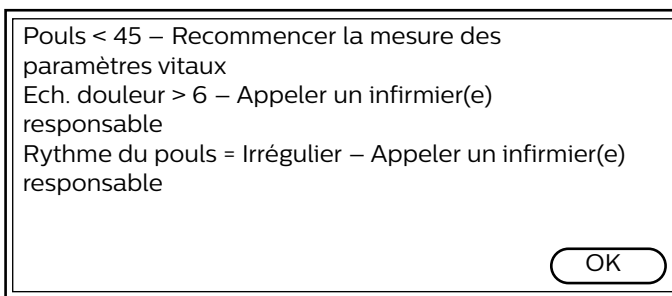 Pouls < 45 – Recommencer la mesure des
paramètres vitaux
Ech. douleur > 6 – Appeler un infirmier(e)
responsable
Rythme du pouls = Irrégulier – Appeler un infirmier(e)
responsable
OK